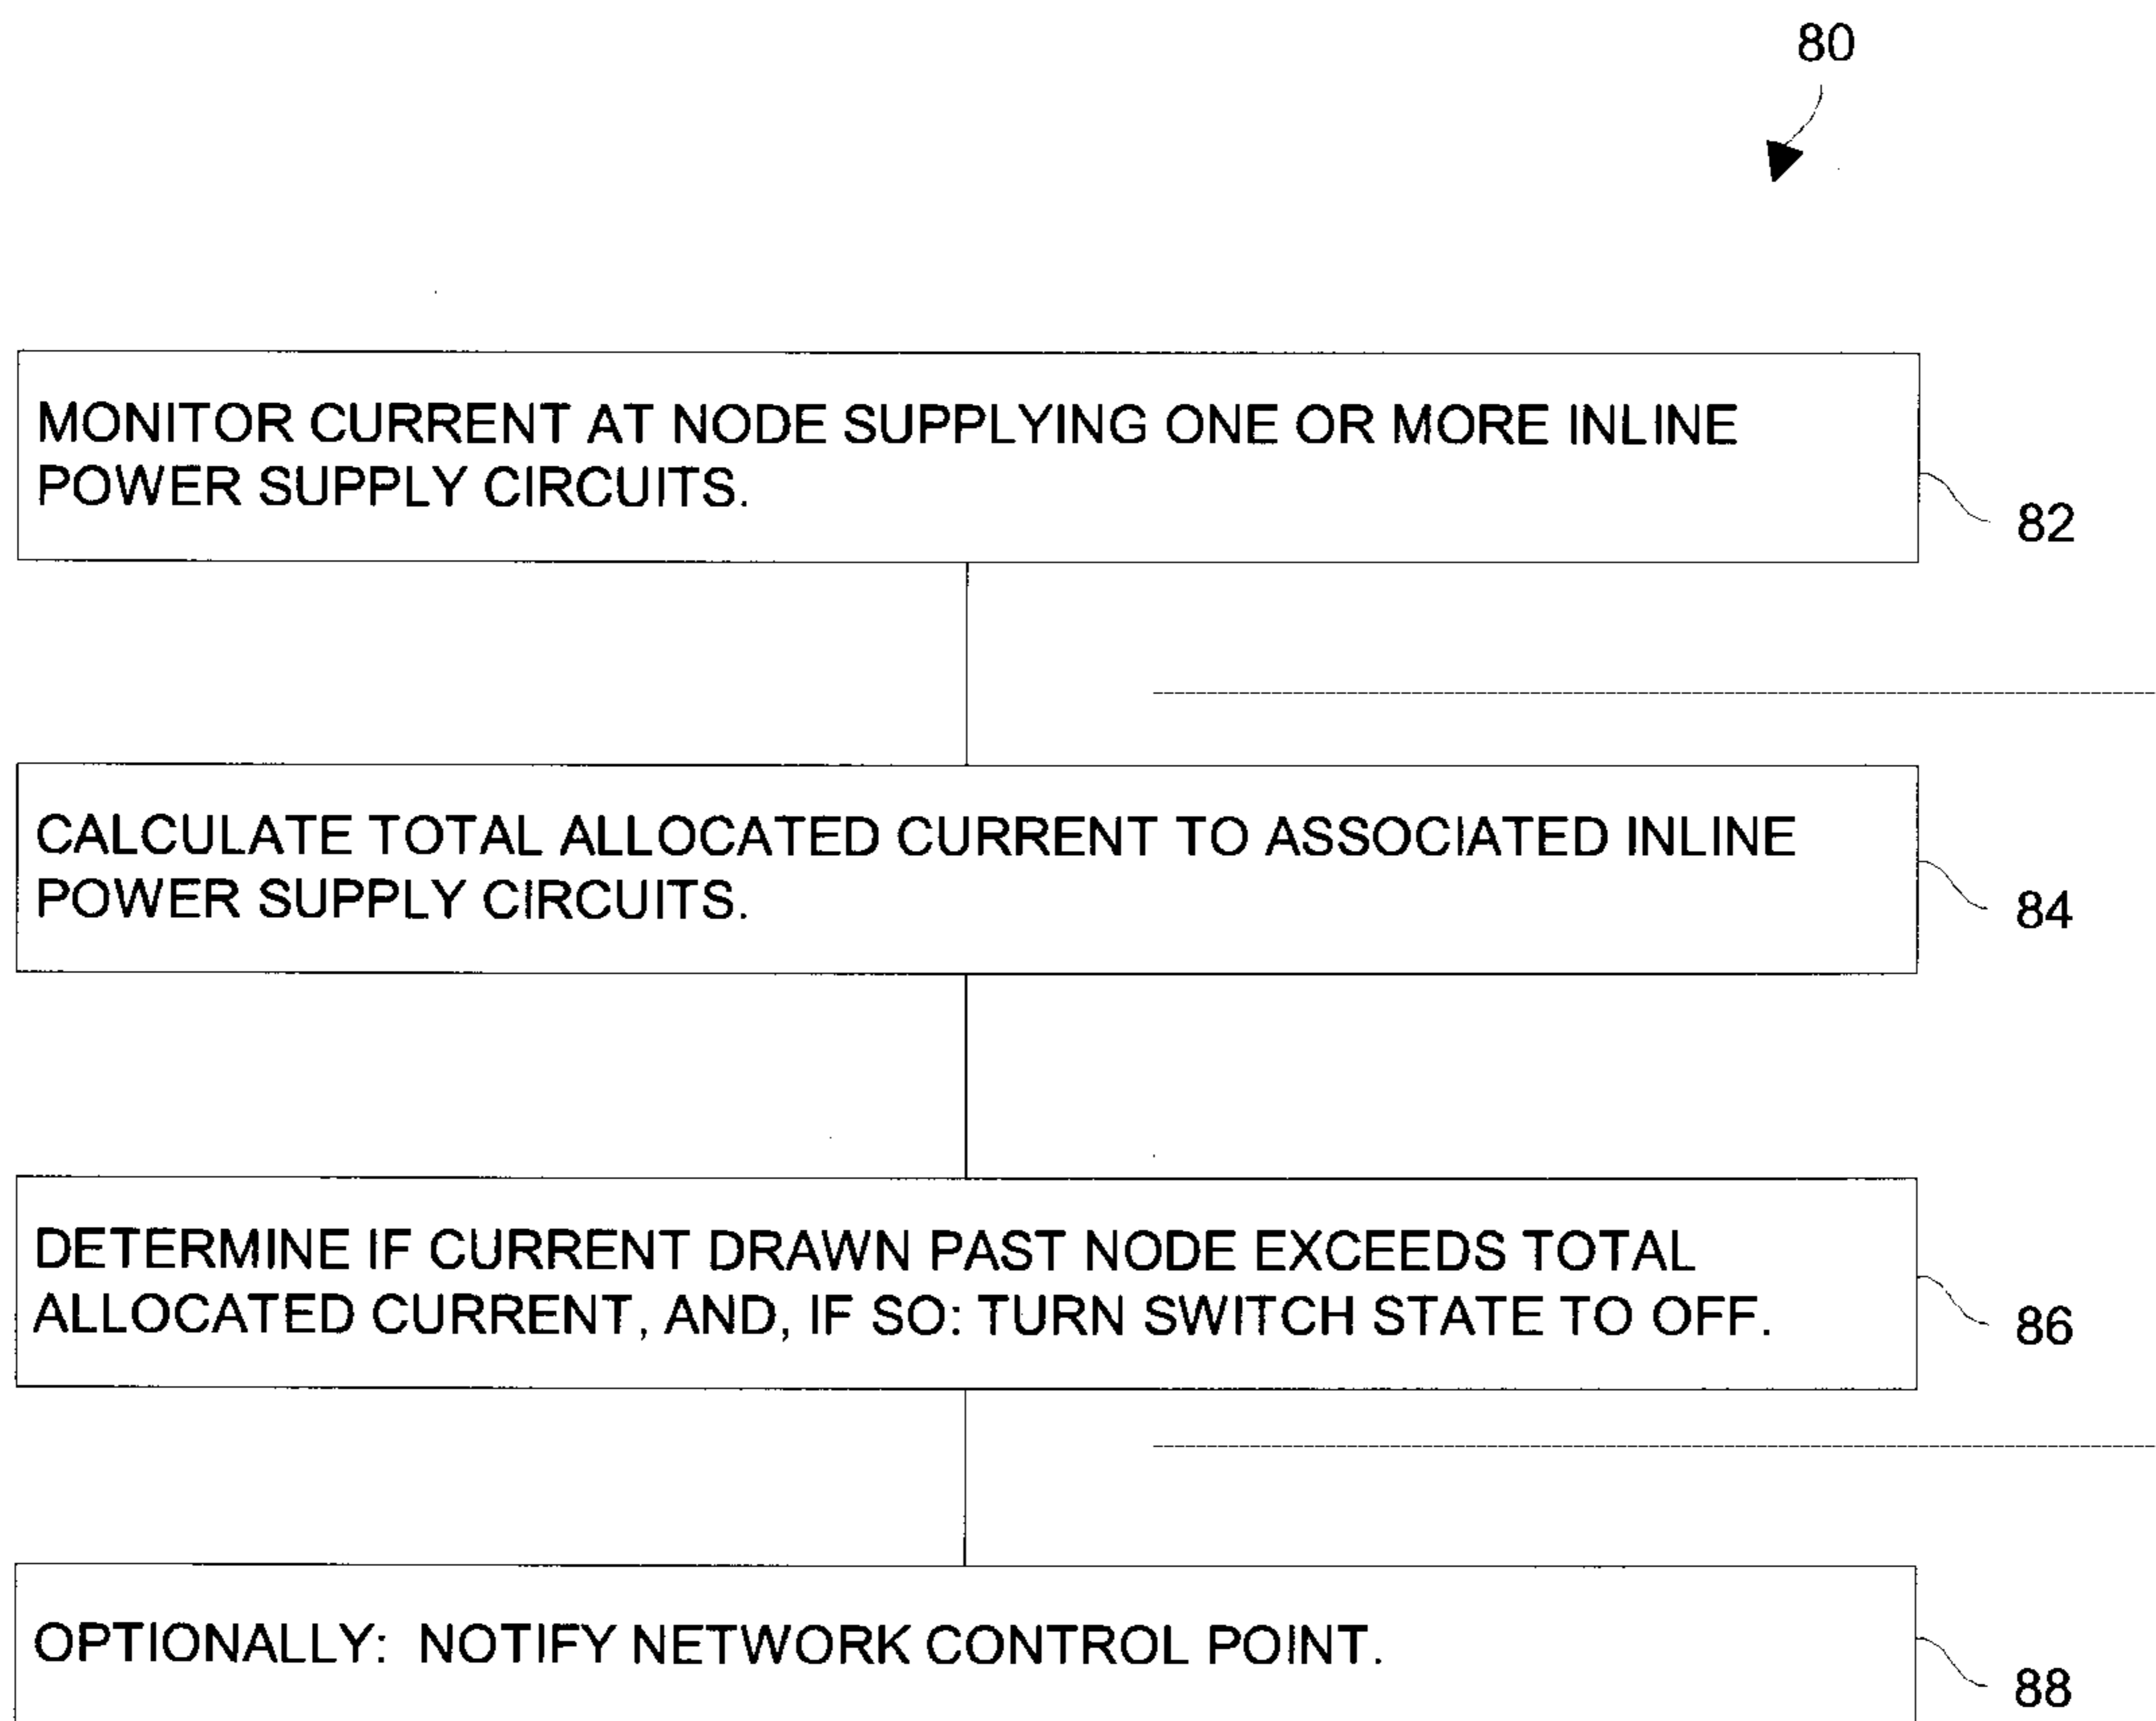 80
MONITOR CURRENT AT NODE SUPPLYING ONE OR MORE INLINE
POWER SUPPLY CIRCUITS.
82
CALCULATE TOTAL ALLOCATED CURRENT TO ASSOCIATED INLINE
POWER SUPPLY CIRCUITS.
84
DETERMINE IF CURRENT DRAWN PAST NODE EXCEEDS TOTAL
ALLOCATED CURRENT, AND, IF SO: TURN SWITCH STATE TO OFF.
86
OPTIONALLY: NOTIFY NETWORK CONTROL POINT.
88